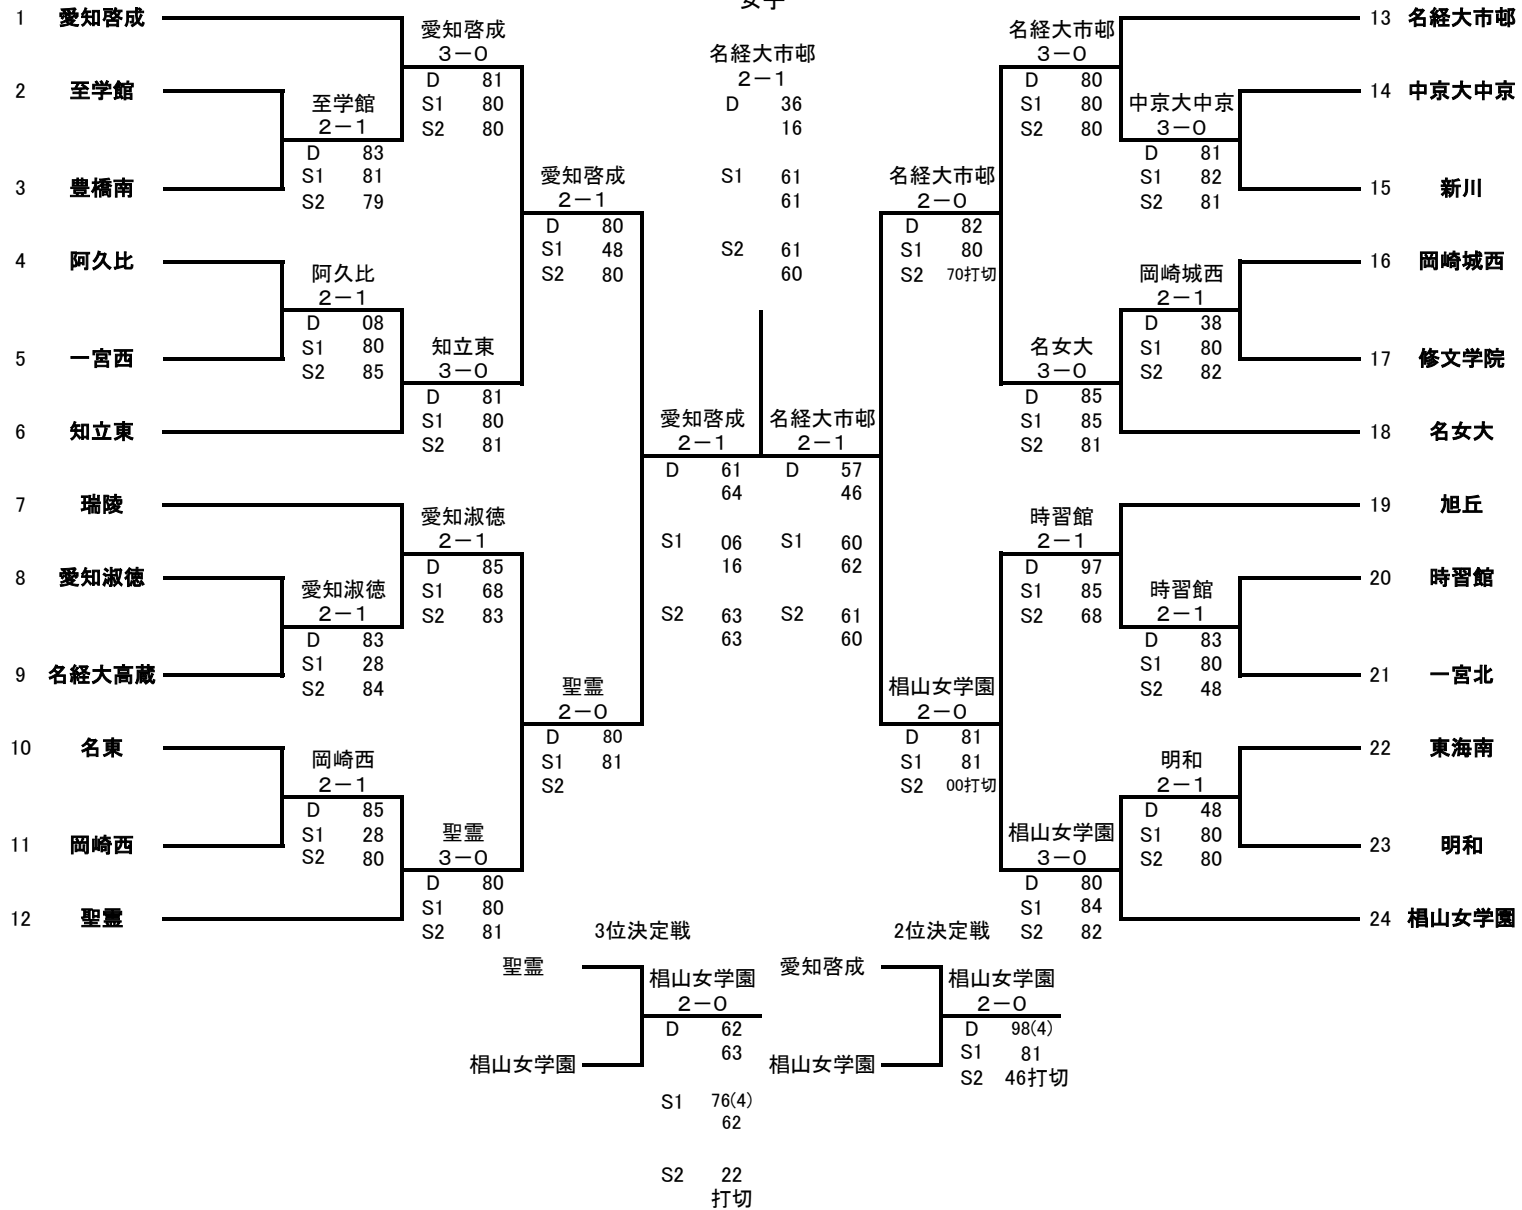 女子
1 愛知啓成
2 至学館
3 豊橋南
4 阿久比
5 一宮西
6 知立東
7 瑞陵
8 愛知淑徳
9 名経大高蔵
10 名東
11 岡崎西
12 聖霊
至学館
2－1
D 83
S1 81
S2 79
阿久比
2－1
D 08
S1 80
S2 85
愛知淑徳
2－1
D 83
S1 28
S2 84
岡崎西
2－1
D 85
S1 28
S2 80
愛知啓成
3－0
D 81
S1 80
S2 80
知立東
3－0
D 81
S1 80
S2 81
愛知淑徳
2－1
D 85
S1 68
S2 83
聖霊
3－0
D 80
S1 80
S2 81
愛知啓成
2－1
D 80
S1 48
S2 80
聖霊
2－0
D 80
S1 81
S2
愛知啓成
2－1
D 61
64
S1 06
16
S2 63
63
名経大市邨
2－1
D 36
16
S1 61
61
S2 61
60
名経大市邨
2－1
D 57
46
S1 60
62
S2 61
60
名経大市邨
2－0
D 82
S1 80
S2 70打切
椙山女学園
2－0
D 81
S1 81
S2 00打切
名経大市邨
3－0
D 80
S1 80
S2 80
名女大
3－0
D 85
S1 85
S2 81
時習館
2－1
D 97
S1 85
S2 68
椙山女学園
3－0
D 80
S1 84
S2 82
中京大中京
3－0
D 81
S1 82
S2 81
岡崎城西
2－1
D 38
S1 80
S2 82
時習館
2－1
D 83
S1 80
S2 48
明和
2－1
D 48
S1 80
S2 80
13 名経大市邨
14 中京大中京
15 新川
16 岡崎城西
17 修文学院
18 名女大
19 旭丘
20 時習館
21 一宮北
22 東海南
23 明和
24 椙山女学園
3位決定戦
聖霊
椙山女学園
椙山女学園
2－0
D 62
63
S1 76(4)
62
S2 22
打切
2位決定戦
愛知啓成
椙山女学園
椙山女学園
2－0
D 98(4)
S1 81
S2 46打切